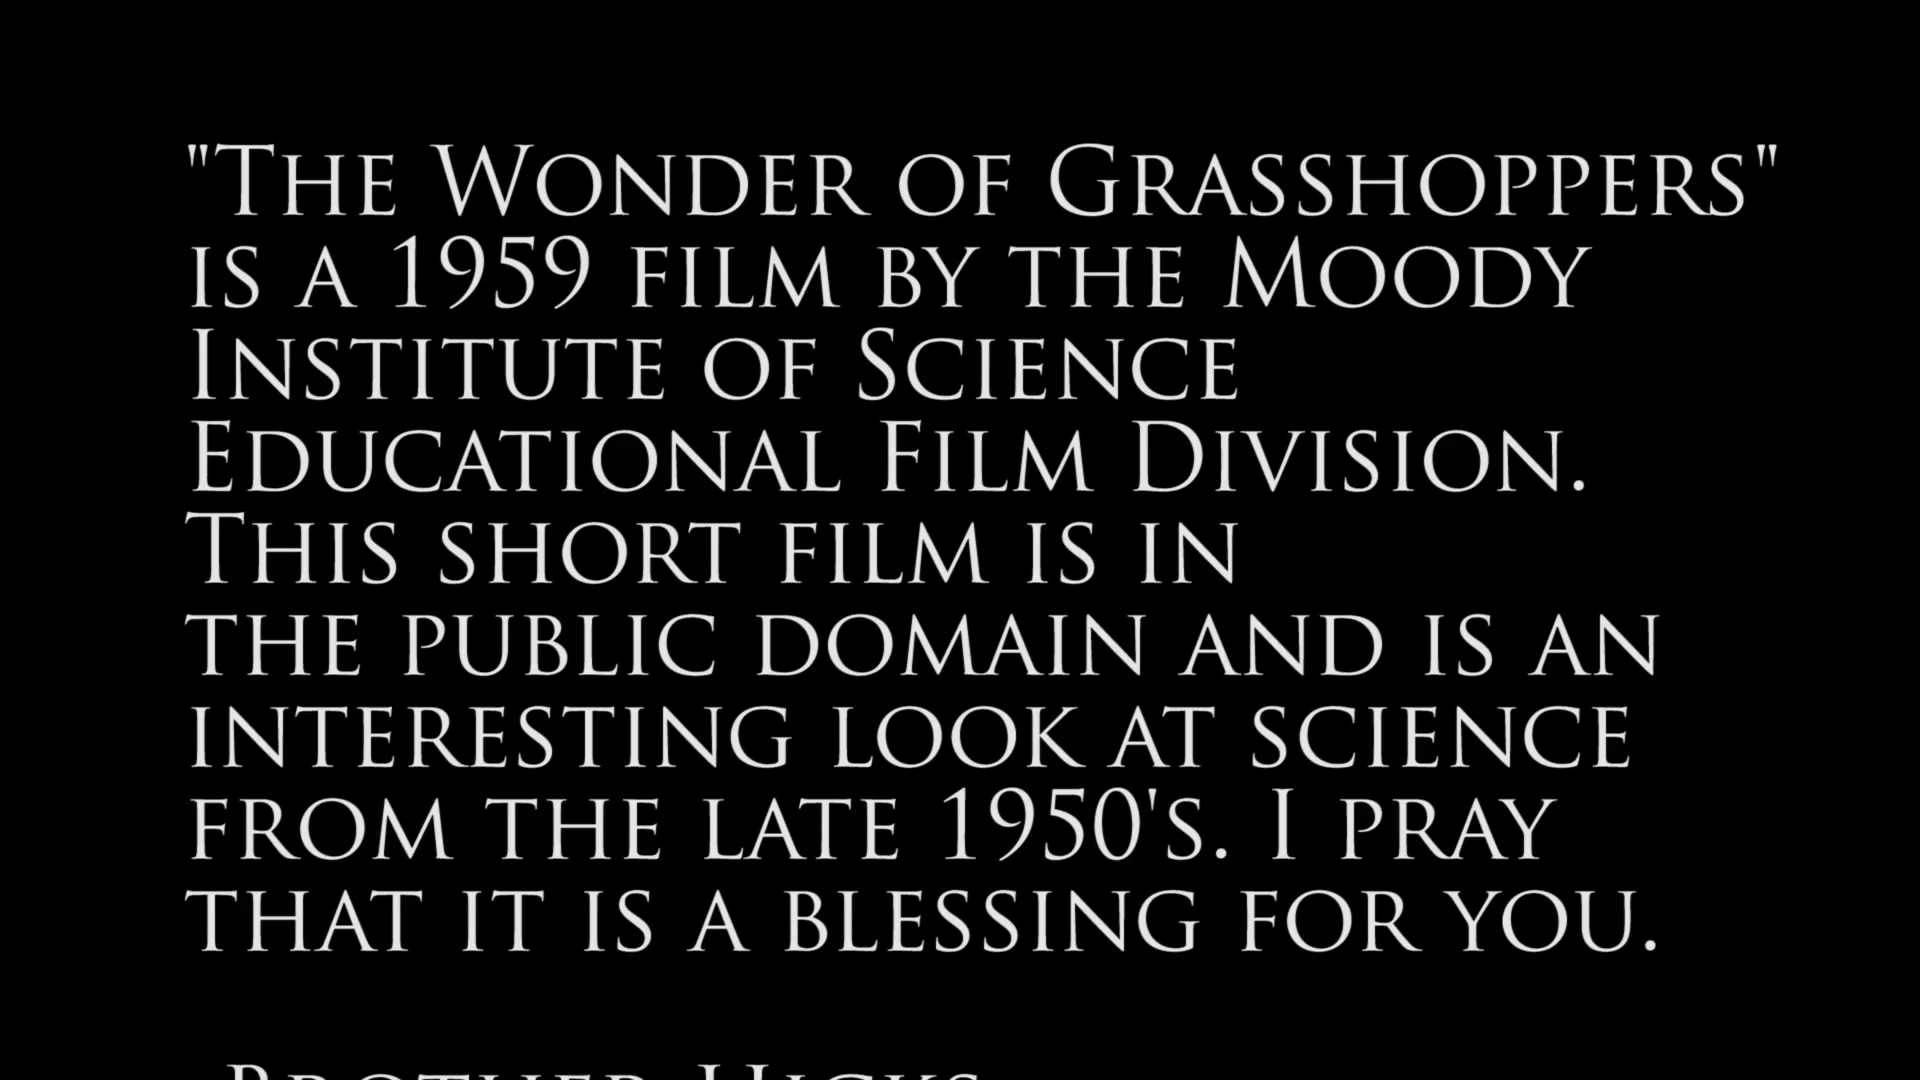 "The Wonder of Grasshoppers"
is a 1959 film by the Moody
Institute of Science
Educational Film Division.
This short film is in
the public domain and is an
interesting look at science
from the late 1950's. I pray
that it is a blessing for you.
Brother Hicks